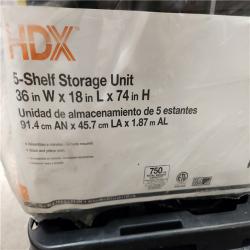 HDX
5-Shelf Storage Unit
36 in W x 18 in L x 74 in H
Unidad de almacenamiento de 5 estantes
91.4 cm AN x 45.7 cm LA x 1.87 m AL
750